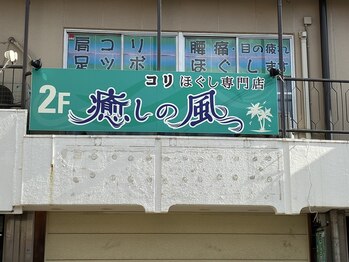 肩コリ 腰痛・目の疲れ
足ツボ ほぐします
コリほぐし専門店
2F 癒しの風